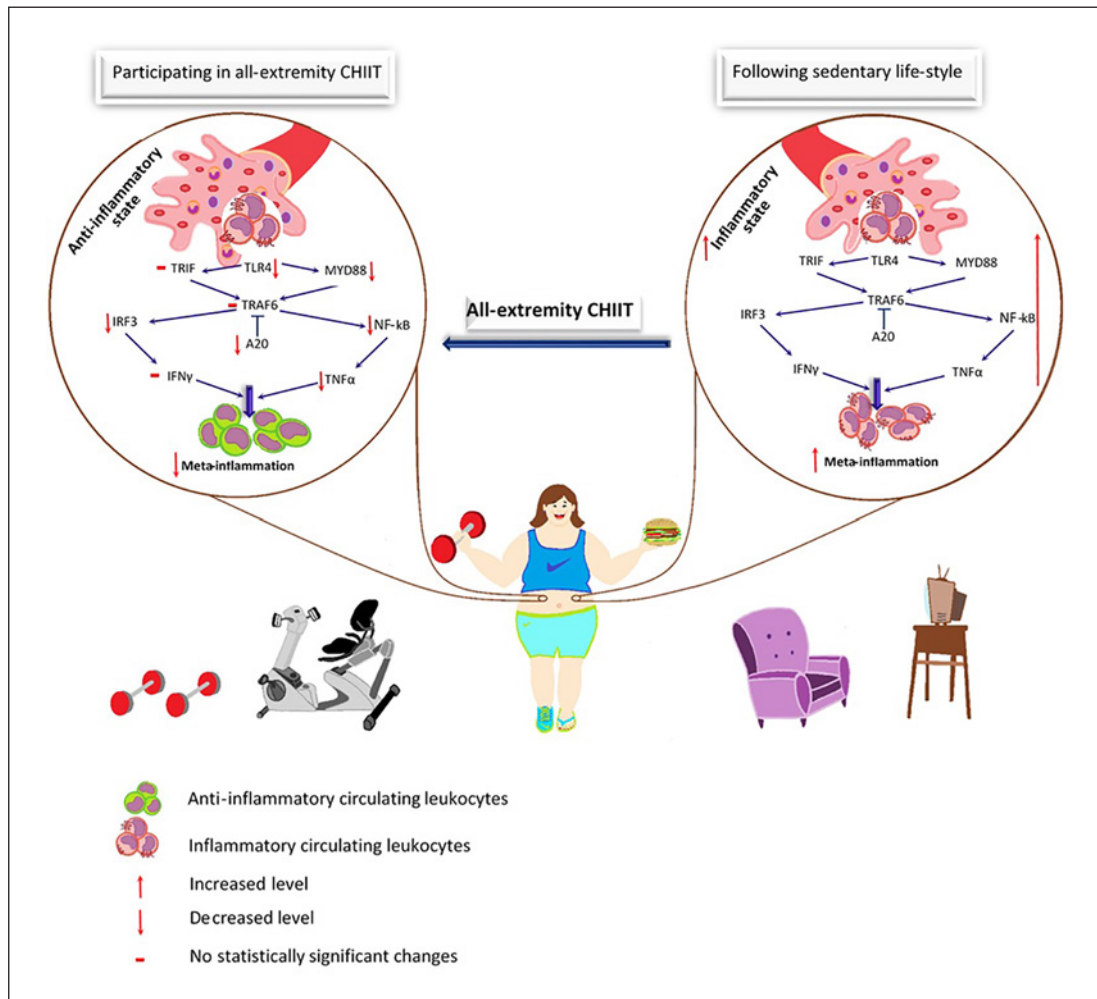 Participating in all-extremity CHIIT
Following sedentary life-style
Anti-inflammatory
state
TRIF
TLR4
MYD88
TRAF6
IRF3
NF-kB
A20
IFNγ
TNFα
Meta-inflammation
All-extremity CHIIT
Inflammatory
state
TRIF
TLR4
MYD88
TRAF6
IRF3
NF-kB
A20
IFNγ
TNFα
Meta-inflammation
Anti-inflammatory circulating leukocytes
Inflammatory circulating leukocytes
Increased level
Decreased level
No statistically significant changes